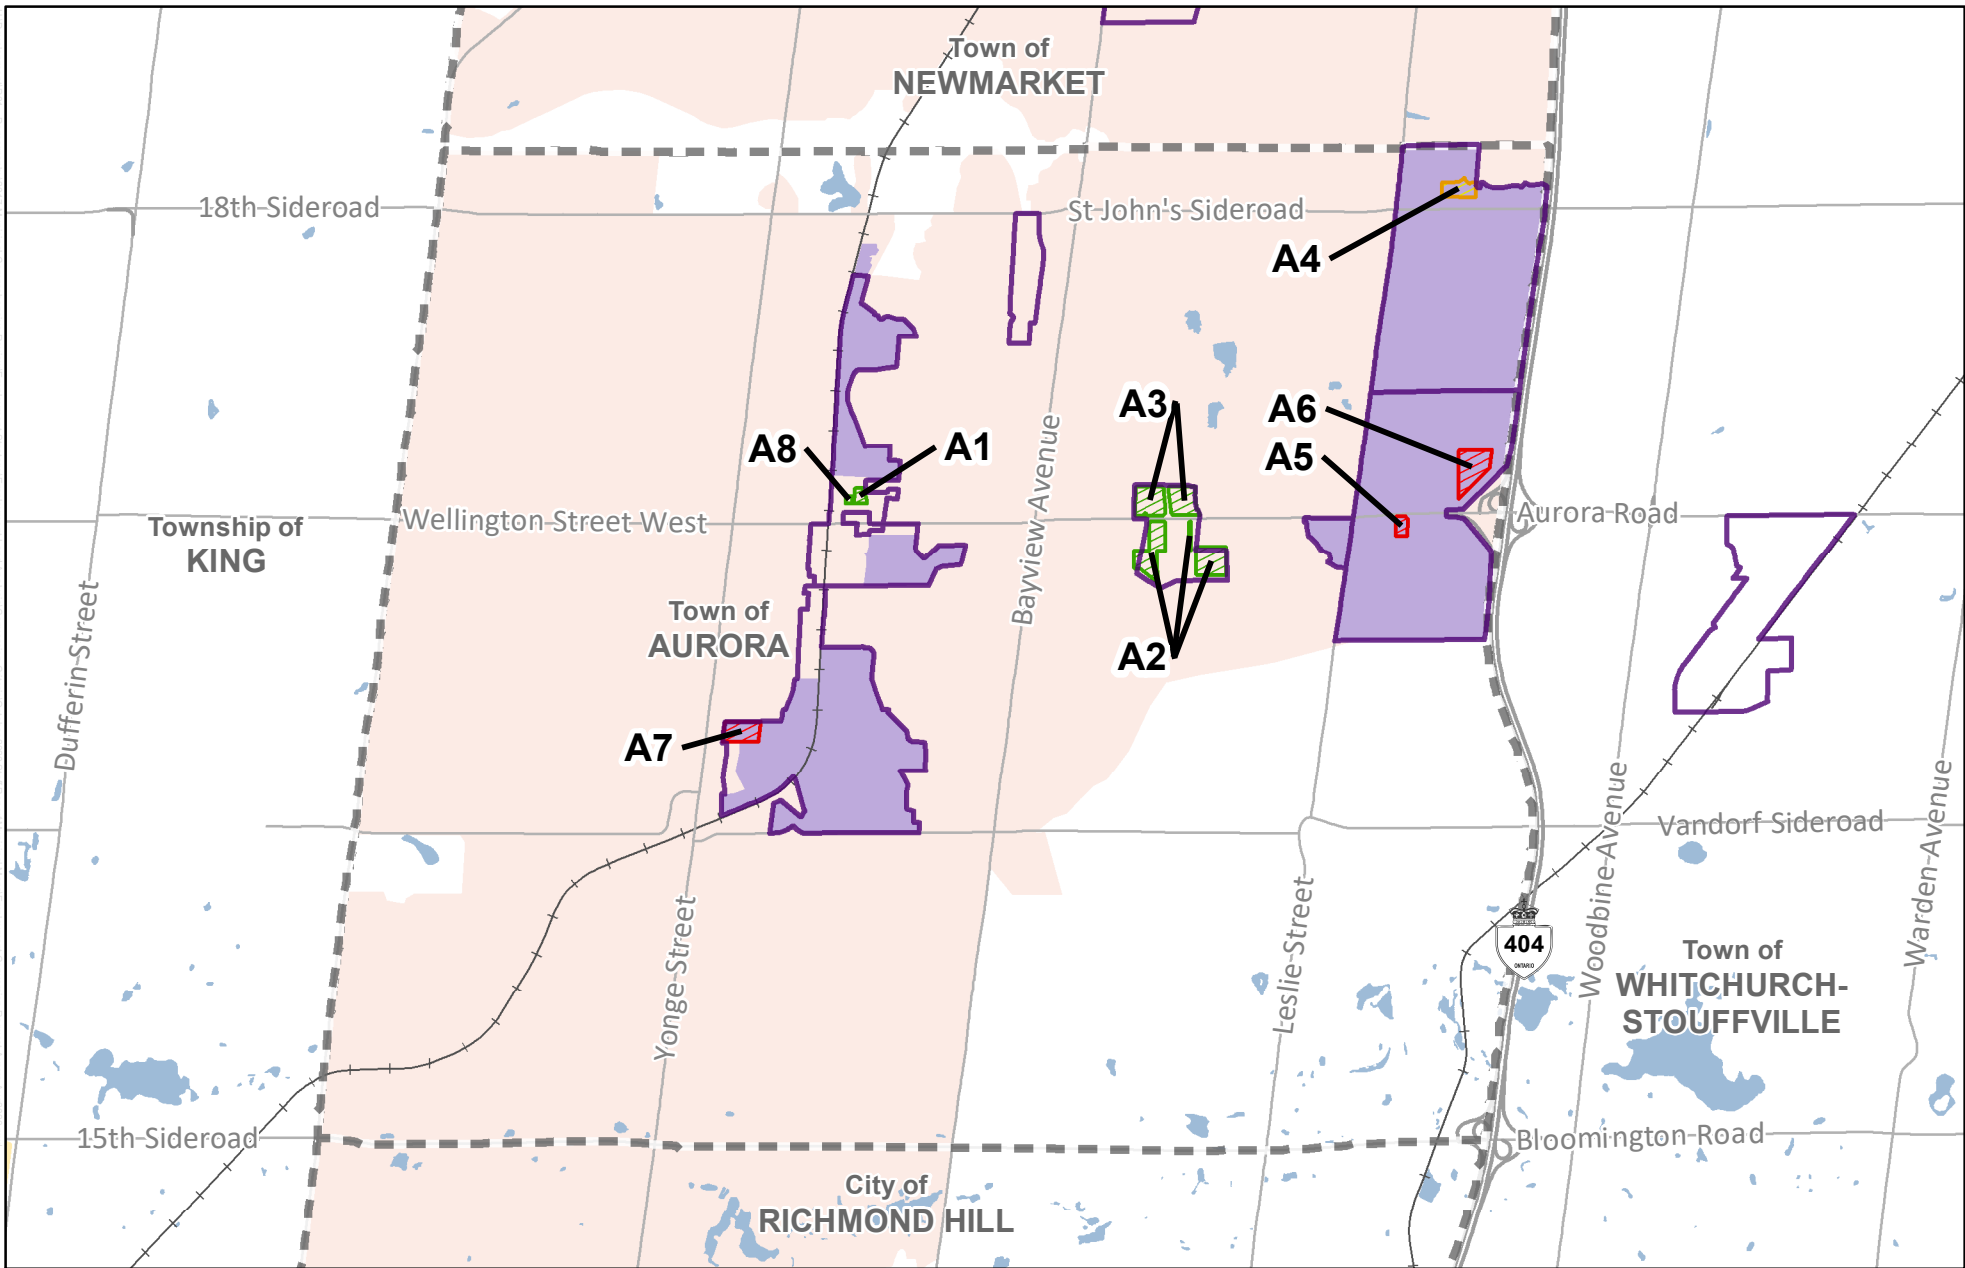 Town of
NEWMARKET
18th Sideroad
St John's Sideroad
A4
A3
A6
A8
A1
A5
Township of
KING
Wellington Street West
Aurora Road
Bayview Avenue
Town of
AURORA
A2
Dufferin Street
A7
Vandorf Sideroad
Yonge Street
Leslie Street
404
ONTARIO
Woodbine Avenue
Warden Avenue
Town of
WHITCHURCH-
STOUFFVILLE
15th Sideroad
Bloomington Road
City of
RICHMOND HILL